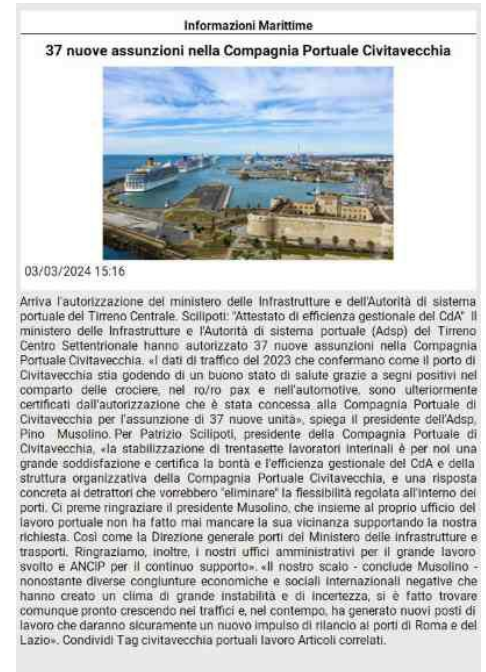 Informazioni Marittime
37 nuove assunzioni nella Compagnia Portuale Civitavecchia
03/03/2024 15:16
Arriva l'autorizzazione del ministero delle Infrastrutture e dell'Autorità di sistema
portuale del Tirreno Centrale. Scilipoti: "Attestato di efficienza gestionale del CdA" Il
ministero delle Infrastrutture e l'Autorità di sistema portuale (Adsp) del Tirreno
Centro Settentrionale hanno autorizzato 37 nuove assunzioni nella Compagnia
Portuale Civitavecchia. «I dati di traffico del 2023 che confermano come il porto di
Civitavecchia stia godendo di un buono stato di salute grazie a segni positivi nel
comparto delle crociere, nel ro/ro pax e nell'automotive, sono ulteriormente
certificati dall'autorizzazione che è stata concessa alla Compagnia Portuale di
Civitavecchia per l'assunzione di 37 nuove unità», spiega il presidente dell'Adsp,
Pino Musolino. Per Patrizio Scilipoti, presidente della Compagnia Portuale di
Civitavecchia, «la stabilizzazione di trentasette lavoratori interinali è per noi una
grande soddisfazione e certifica la bontà e l'efficienza gestionale del CdA e della
struttura organizzativa della Compagnia Portuale Civitavecchia, e una risposta
concreta ai detrattori che vorrebbero "eliminare" la flessibilità regolata all'interno dei
porti. Ci preme ringraziare il presidente Musolino, che insieme al proprio ufficio del
lavoro portuale non ha fatto mai mancare la sua vicinanza supportando la nostra
richiesta. Così come la Direzione generale porti del Ministero delle infrastrutture e
trasporti. Ringraziamo, inoltre, i nostri uffici amministrativi per il grande lavoro
svolto e ANCIP per il continuo supporto». «Il nostro scalo - conclude Musolino -
nonostante diverse congiunture economiche e sociali internazionali negative che
hanno creato un clima di grande instabilità e di incertezza, si è fatto trovare
comunque pronto crescendo nei traffici e, nel contempo, ha generato nuovi posti di
lavoro che daranno sicuramente un nuovo impulso di rilancio ai porti di Roma e del
Lazio». Condividi Tag civitavecchia portuali lavoro Articoli correlati.